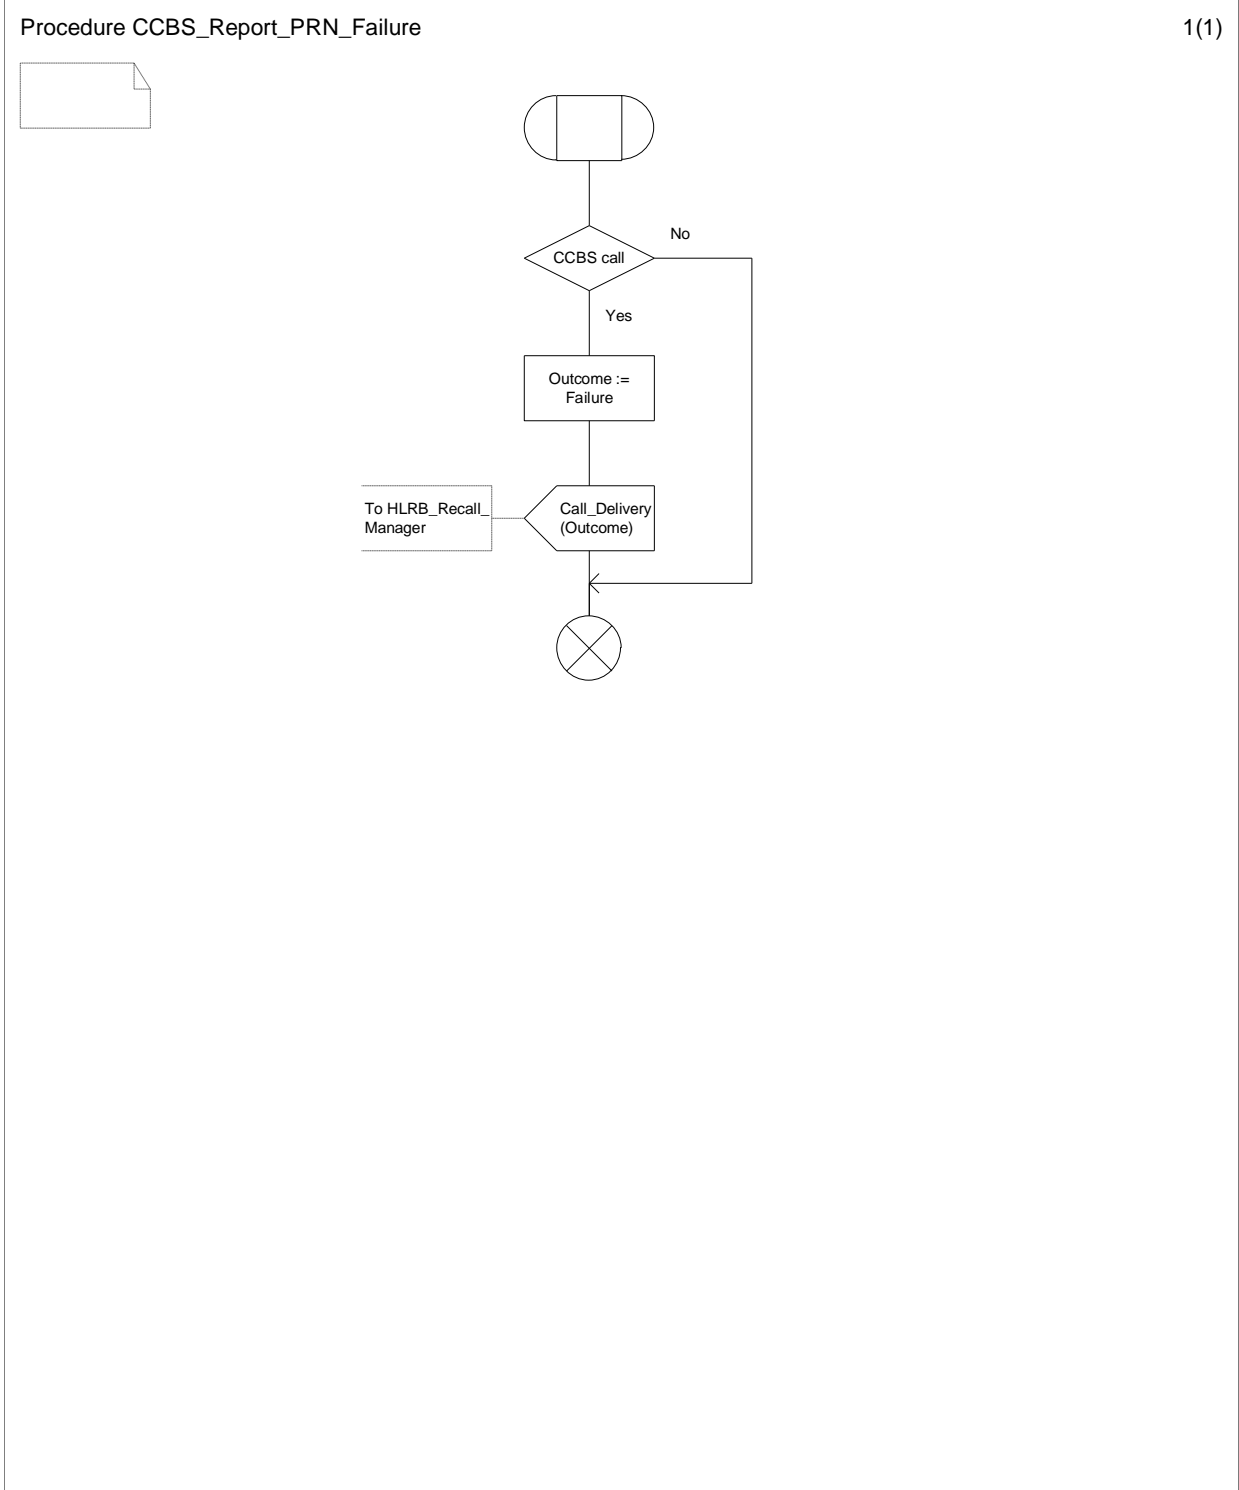 Procedure CCBS_Report_PRN_Failure
1(1)
No
CCBS call
Yes
Outcome :=
Failure
To HLRB_Recall_
Manager
Call_Delivery
(Outcome)